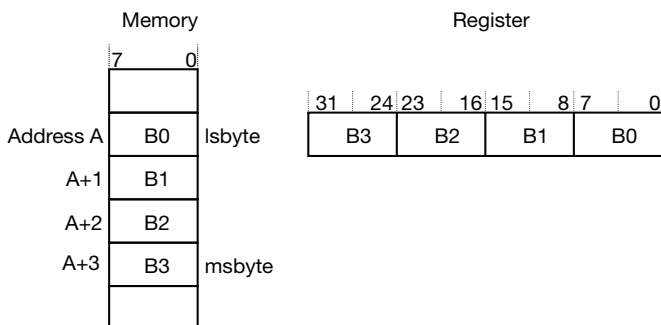 Memory
Register
7 0
31 24 23 16 15 8 7 0
Address A B0 lsbyte
B3 B2 B1 B0
A+1 B1
A+2 B2
A+3 B3 msbyte